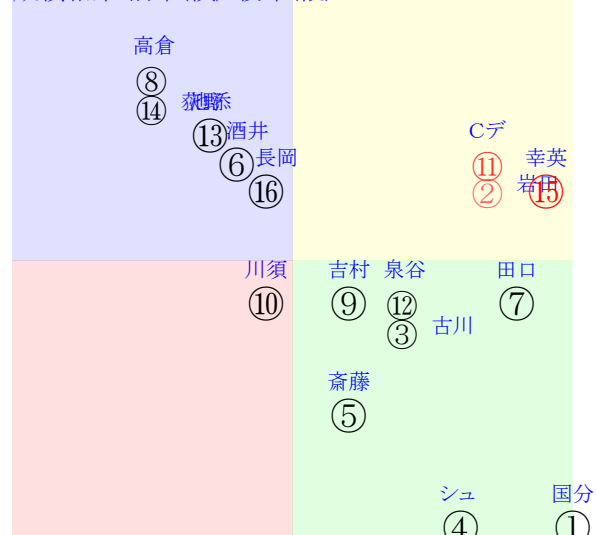 高倉
⑧
⑭
⑬
酒井
⑥
長岡
⑯
Cデ
⑪
②
幸英
岩田
⑮
川須
⑩
吉村
⑨
泉谷
⑫
③
古川
田口
⑦
斎藤
⑤
シュ
④
国分
①